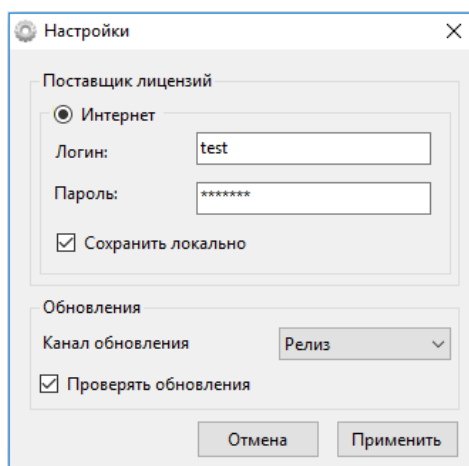 Настройки
Поставщик лицензий
Интернет
Логин: test
Пароль: *******
Сохранить локально
Обновления
Канал обновления Релиз
Проверять обновления
Отмена Применить